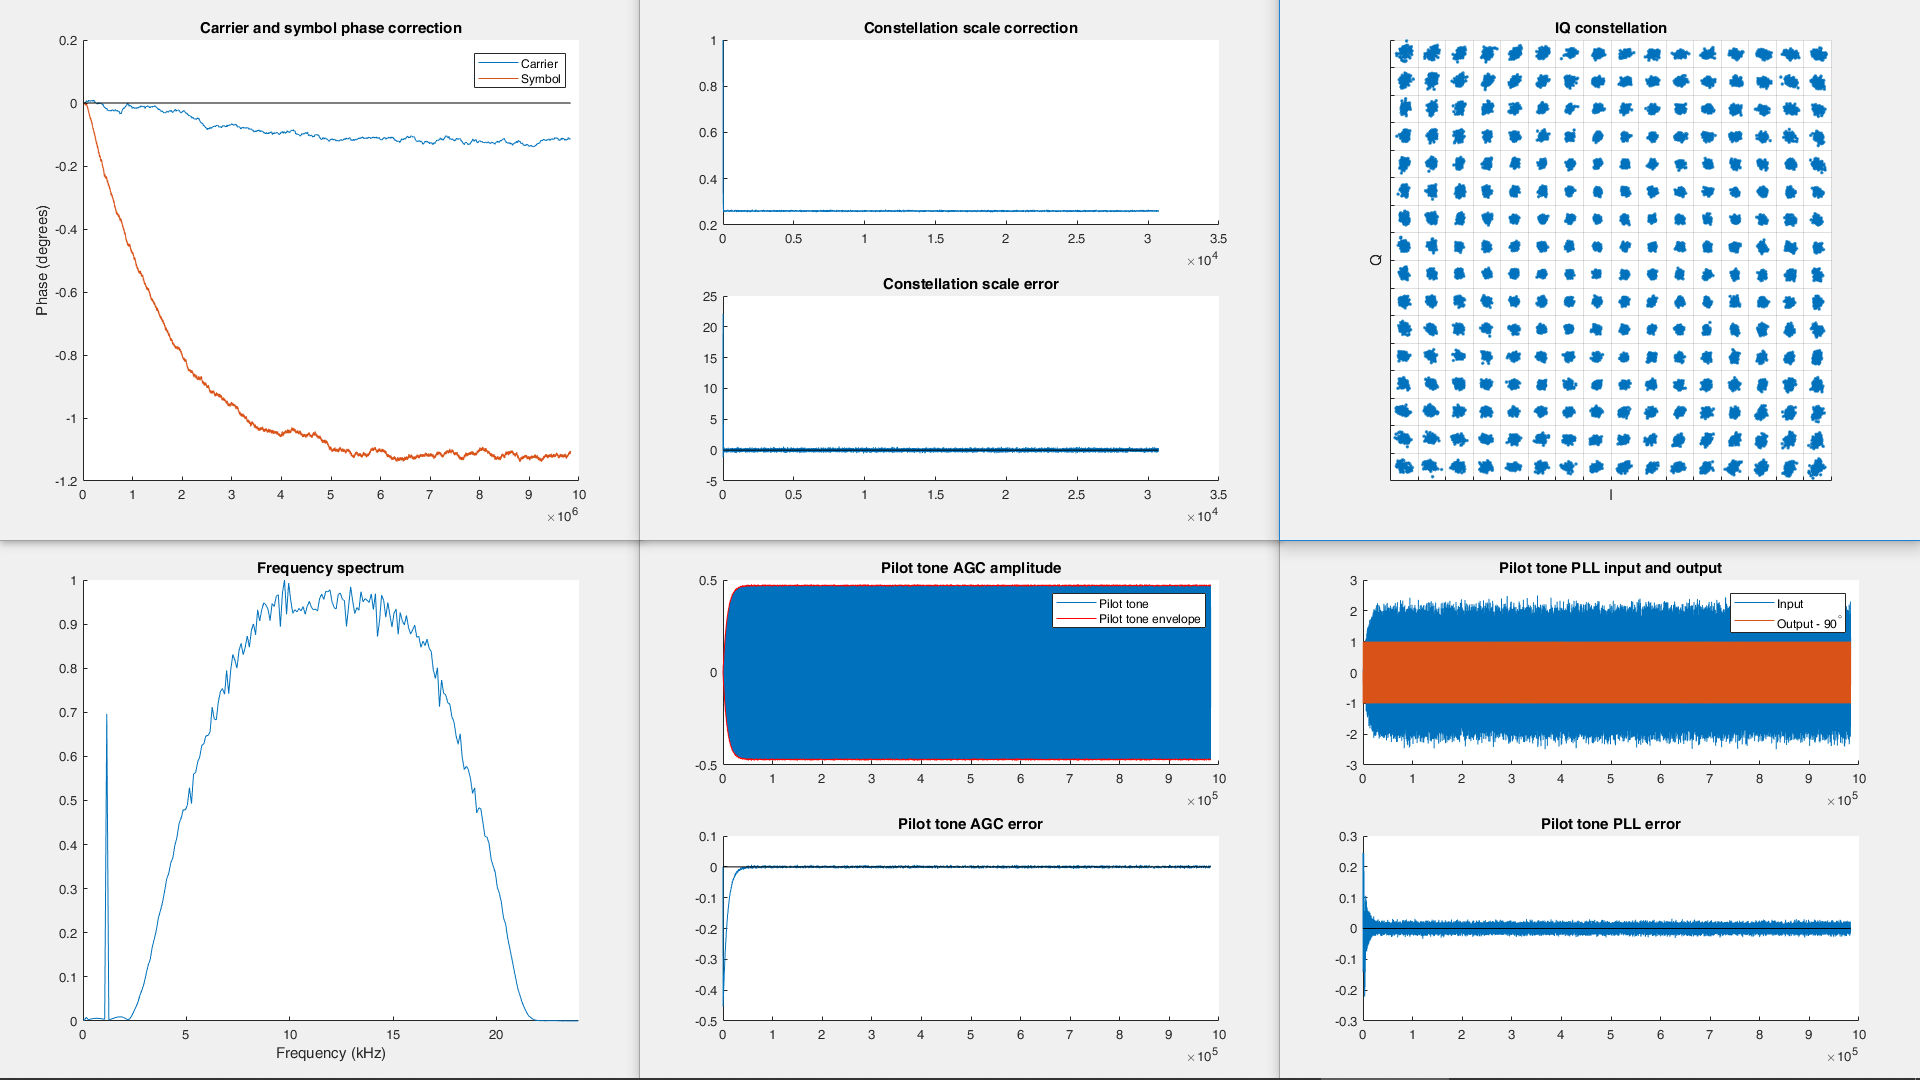 Carrier and symbol phase correction
0.2
0
-0.2
-0.4
-0.6
-0.8
-1
-1.2
Phase (degrees)
Carrier
Symbol
0 1 2 3 4 5 6 7 8 9 10
×10^6
Constellation scale correction
1
0.8
0.6
0.4
0.2
0 0.5 1 1.5 2 2.5 3 3.5
×10^4
Constellation scale error
25
20
15
10
5
0
-5
0 0.5 1 1.5 2 2.5 3 3.5
×10^4
IQ constellation
Q
I
Frequency spectrum
1
0.9
0.8
0.7
0.6
0.5
0.4
0.3
0.2
0.1
0
0 5 10 15 20
Frequency (kHz)
Pilot tone AGC amplitude
0.5
0
-0.5
Pilot tone
Pilot tone envelope
0 1 2 3 4 5 6 7 8 9 10
×10^5
Pilot tone AGC error
0.1
0
-0.1
-0.2
-0.3
-0.4
-0.5
0 1 2 3 4 5 6 7 8 9 10
×10^5
Pilot tone PLL input and output
3
2
1
0
-1
-2
-3
Input
Output - 90°
0 1 2 3 4 5 6 7 8 9 10
×10^5
Pilot tone PLL error
0.3
0.2
0.1
0
-0.1
-0.2
-0.3
0 1 2 3 4 5 6 7 8 9 10
×10^5